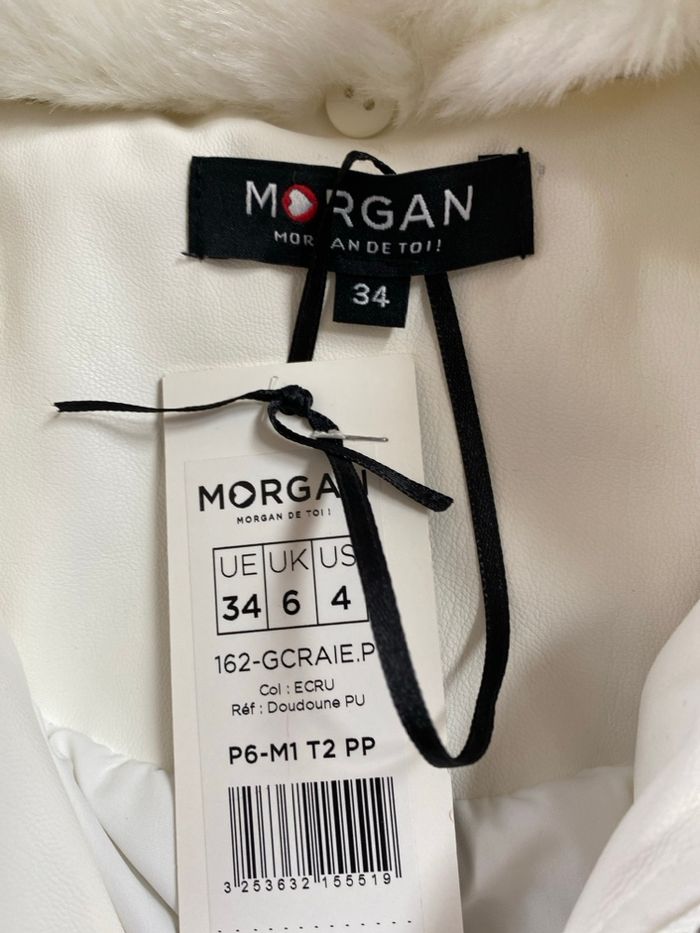 MORGAN
MORGAN DE TOI!
34
MORGAN
MORGAN DE TOI !
UE UK US
34 6 4
162-GCRAIE.P
Col : ECRU
Réf : Doudoune PU
P6-M1 T2 PP
3 253632 155519